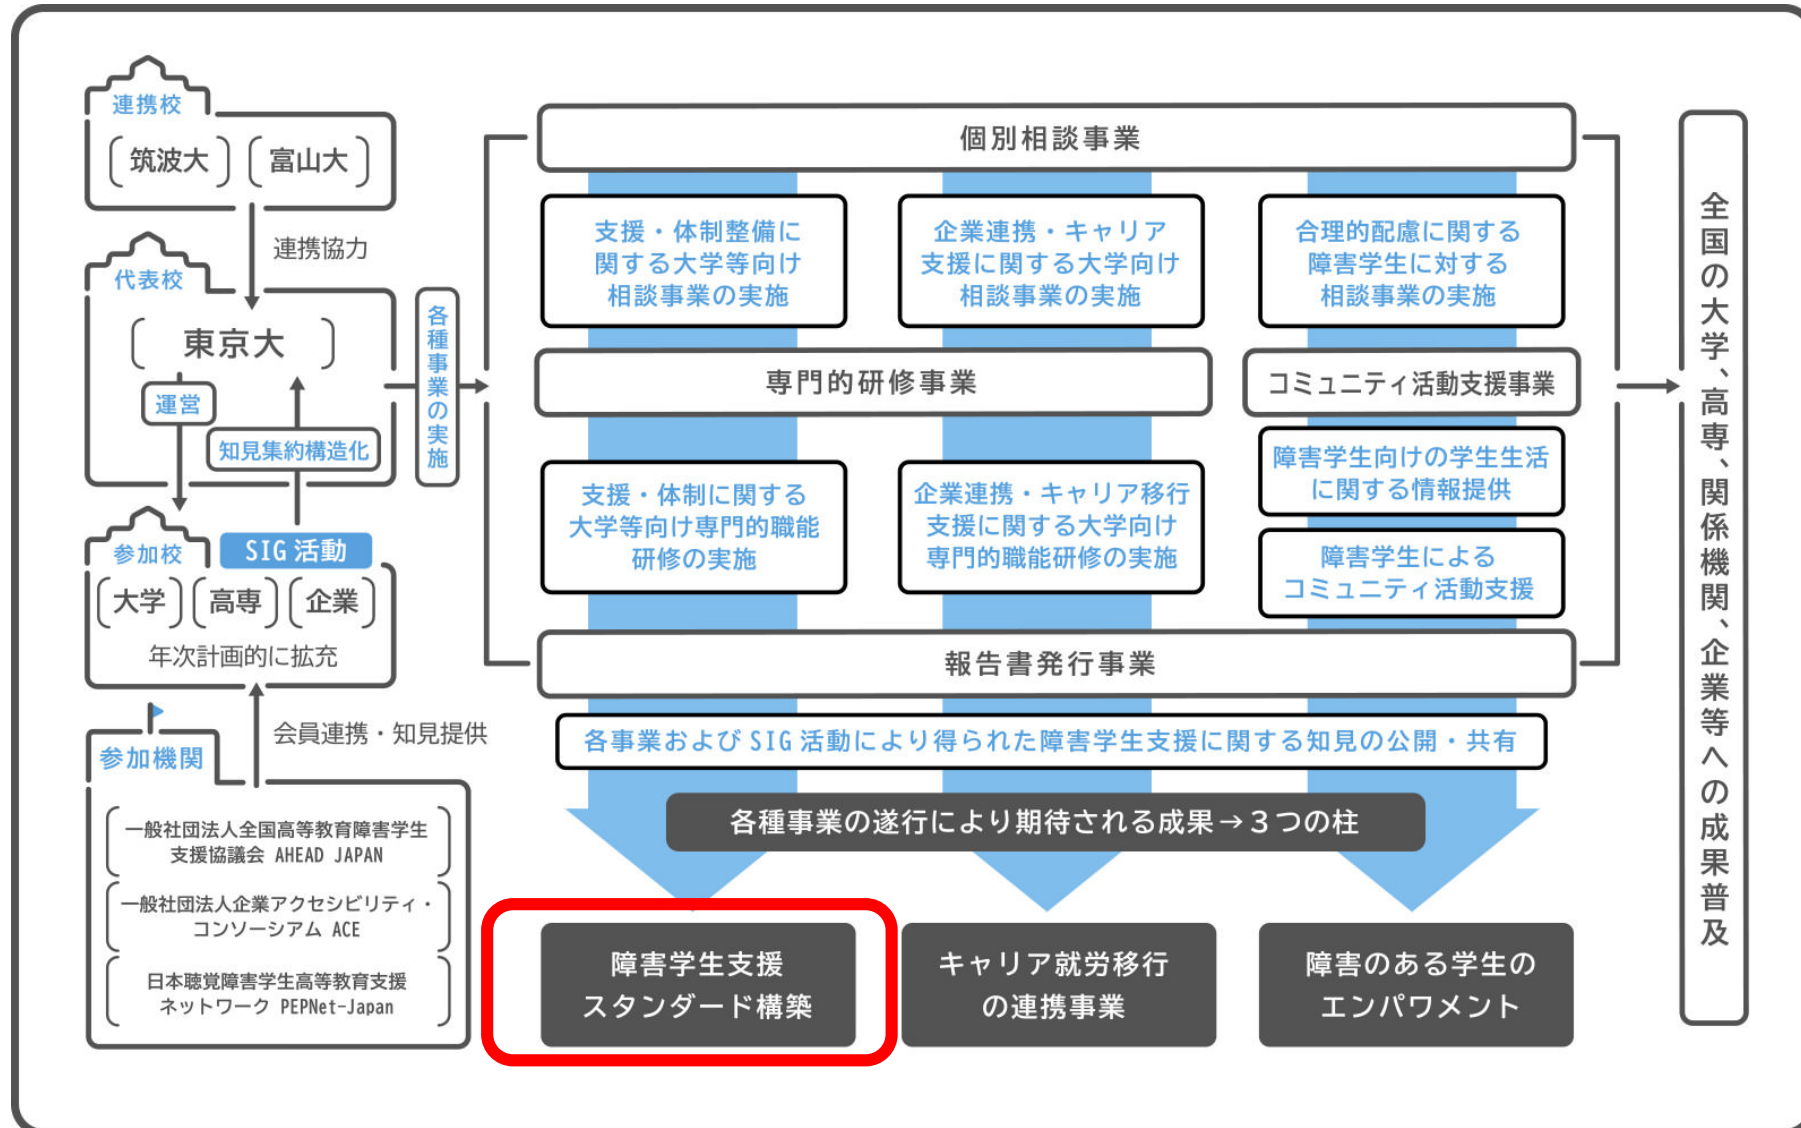 連携校
筑波大
富山大
連携協力
代表校
東京大
運営
知見集約構造化
参加校
SIG 活動
大学
高専
企業
年次計画的に拡充
会員連携・知見提供
参加機関
一般社団法人全国高等教育障害学生
支援協議会 AHEAD JAPAN
一般社団法人企業アクセシビリティ・
コンソーシアム ACE
日本聴覚障害学生高等教育支援
ネットワーク PEPNet-Japan
各種事業の実施
個別相談事業
支援・体制整備に
関する大学等向け
相談事業の実施
企業連携・キャリア
支援に関する大学向け
相談事業の実施
合理的配慮に関する
障害学生に対する
相談事業の実施
専門的研修事業
コミュニティ活動支援事業
支援・体制に関する
大学等向け専門的職能
研修の実施
企業連携・キャリア移行
支援に関する大学向け
専門的職能研修の実施
障害学生向けの学生生活
に関する情報提供
障害学生による
コミュニティ活動支援
報告書発行事業
各事業および SIG 活動により得られた障害学生支援に関する知見の公開・共有
各種事業の遂行により期待される成果→３つの柱
障害学生支援
スタンダード構築
キャリア就労移行
の連携事業
障害のある学生の
エンパワメント
全国の大学、高専、関係機関、企業等への成果普及